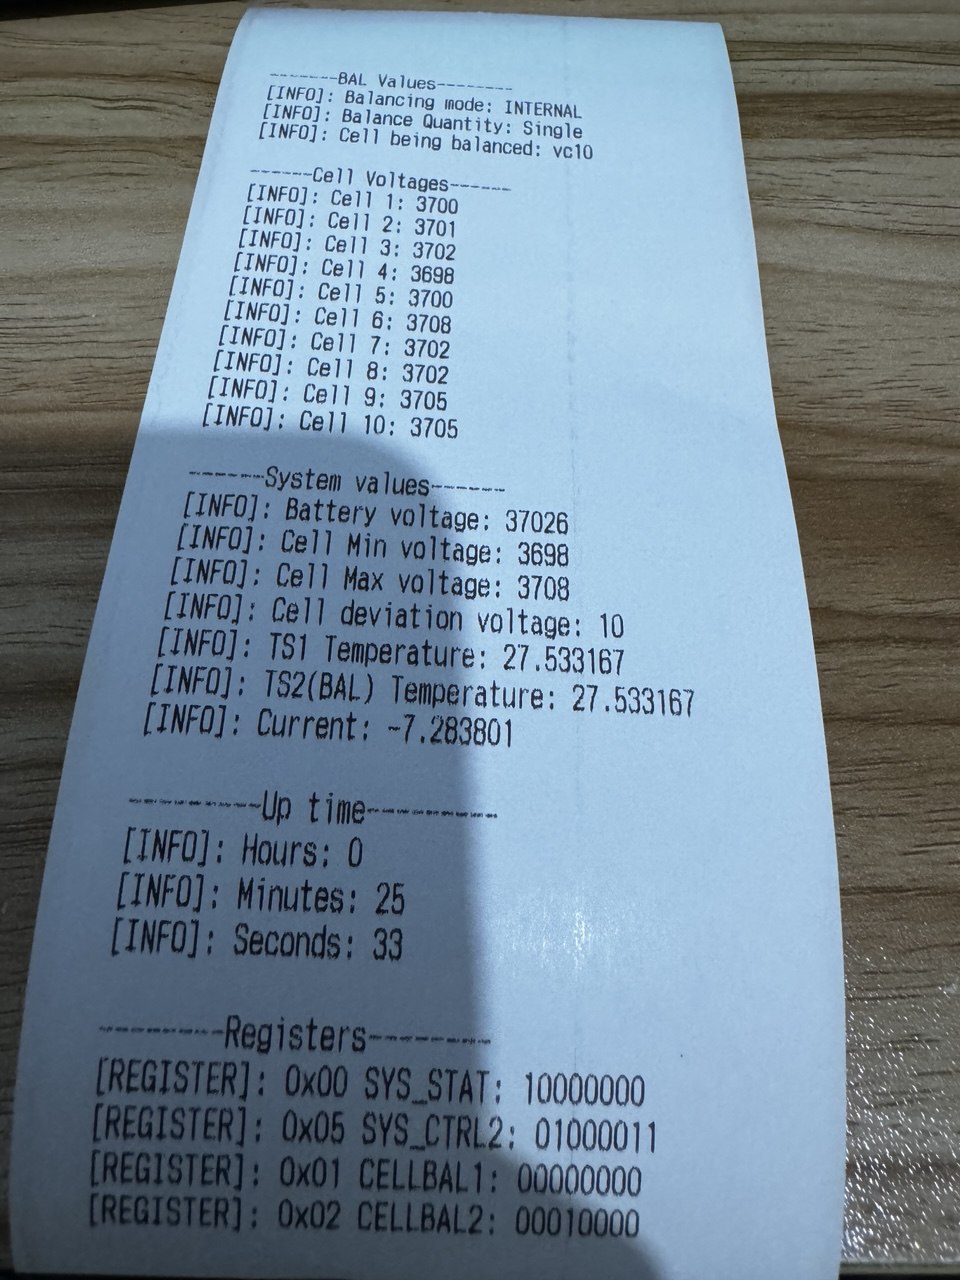 -------BAL Values--------
[INFO]: Balancing mode: INTERNAL
[INFO]: Balance Quantity: Single
[INFO]: Cell being balanced: vc10
------Cell Voltages------
[INFO]: Cell 1: 3700
[INFO]: Cell 2: 3701
[INFO]: Cell 3: 3702
[INFO]: Cell 4: 3698
[INFO]: Cell 5: 3700
[INFO]: Cell 6: 3708
[INFO]: Cell 7: 3702
[INFO]: Cell 8: 3702
[INFO]: Cell 9: 3705
[INFO]: Cell 10: 3705
------System values------
[INFO]: Battery voltage: 37026
[INFO]: Cell Min voltage: 3698
[INFO]: Cell Max voltage: 3708
[INFO]: Cell deviation voltage: 10
[INFO]: TS1 Temperature: 27.533167
[INFO]: TS2(BAL) Temperature: 27.533167
[INFO]: Current: -7.283801
---------Up time---------
[INFO]: Hours: 0
[INFO]: Minutes: 25
[INFO]: Seconds: 33
--------Registers--------
[REGISTER]: 0x00 SYS_STAT: 10000000
[REGISTER]: 0x05 SYS_CTRL2: 01000011
[REGISTER]: 0x01 CELLBAL1: 00000000
[REGISTER]: 0x02 CELLBAL2: 00010000